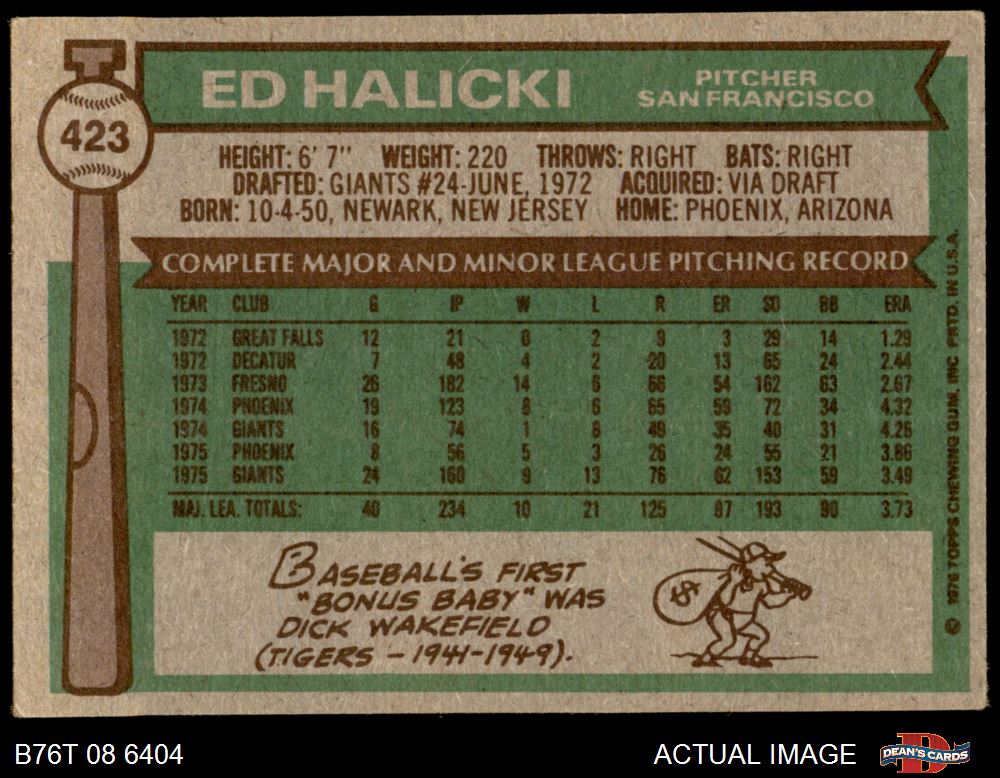 ED HALICKI
PITCHER
SAN FRANCISCO
423
HEIGHT: 6' 7" WEIGHT: 220 THROWS: RIGHT BATS: RIGHT
DRAFTED: GIANTS #24-JUNE, 1972 ACQUIRED: VIA DRAFT
BORN: 10-4-50, NEWARK, NEW JERSEY HOME: PHOENIX, ARIZONA
COMPLETE MAJOR AND MINOR LEAGUE PITCHING RECORD
YEAR CLUB G IP W L R ER SO BB ERA
1972 GREAT FALLS 12 21 0 2 9 3 29 14 1.29
1972 DECATUR 7 48 4 2 20 13 65 24 2.44
1973 FRESNO 26 182 14 6 66 54 162 63 2.67
1974 PHOENIX 19 123 8 6 65 59 72 34 4.32
1974 GIANTS 16 74 1 8 49 35 40 31 4.26
1975 PHOENIX 8 56 5 3 26 24 55 21 3.86
1975 GIANTS 24 160 9 13 76 62 153 59 3.49
MAJ. LEA. TOTALS: 40 234 10 21 125 97 193 90 3.73
BASEBALL'S FIRST
"BONUS BABY" WAS
DICK WAKEFIELD
(TIGERS - 1941-1949).
$
© 1976 TOPPS CHEWING GUM, INC PRTD. IN U.S.A.
B76T 08 6404
ACTUAL IMAGE
DEAN'S CARDS